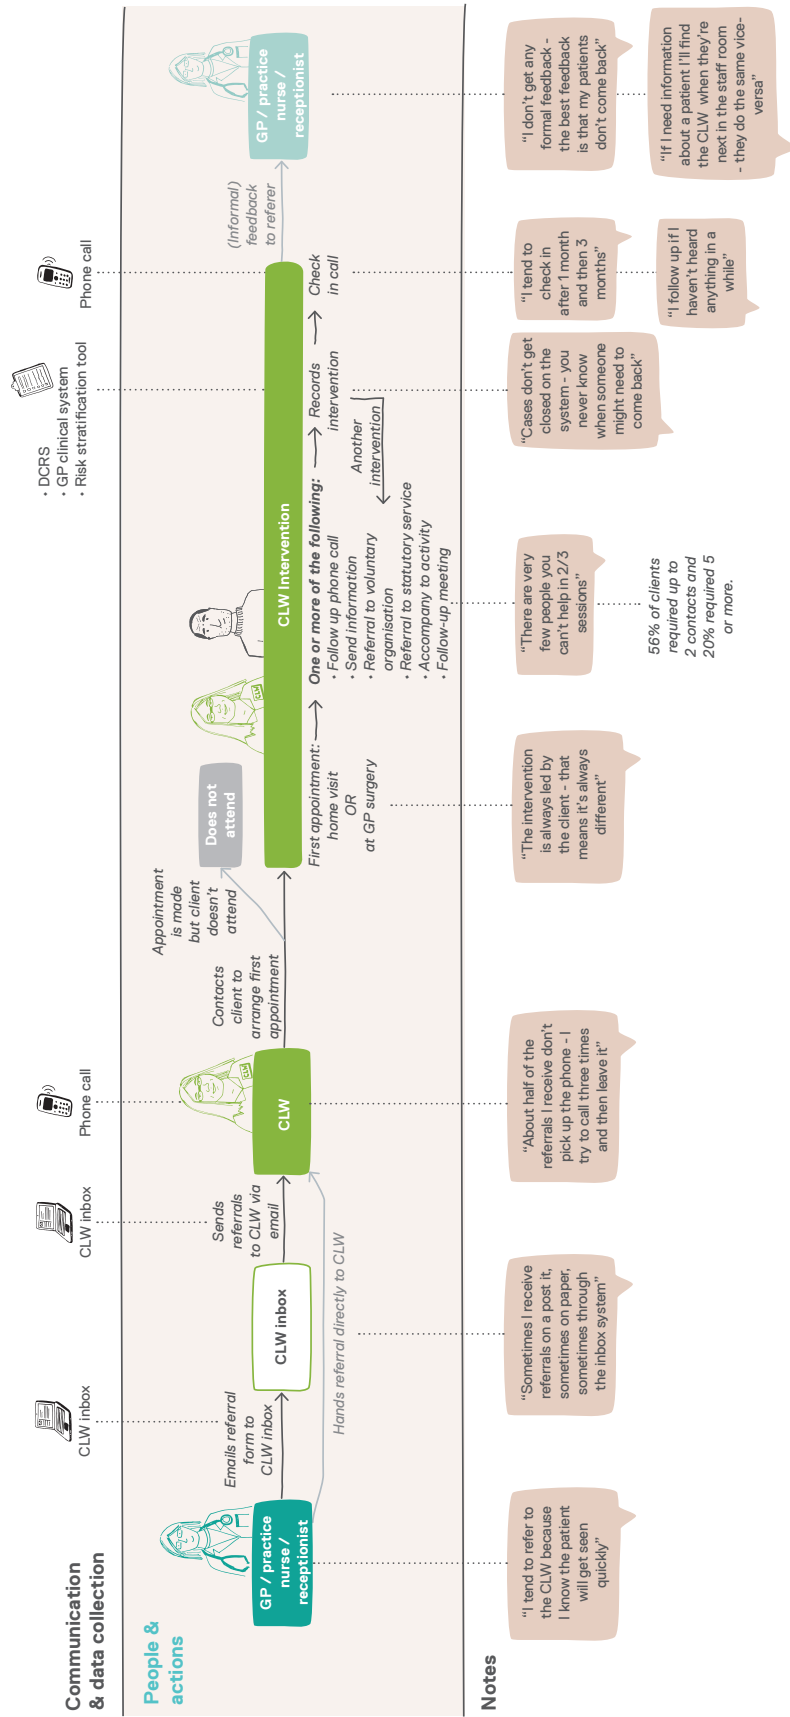 Communication
& data collection
CLW inbox
CLW inbox
Phone call
• DCRS
• GP clinical system
• Risk stratification tool
Phone call
People &
actions
GP / practice
nurse /
receptionist
Emails referral
form to
CLW inbox
CLW inbox
Hands referral directly to CLW
Sends
referrals
to CLW via
email
CLW
CLW
Contacts
client to
arrange first
appointment
Appointment
is made
but client
doesn't
attend
Does not
attend
CLW
CLW Intervention
First appointment:
home visit
OR
at GP surgery
One or more of the following:
• Follow up phone call
• Send information
• Referral to voluntary
organisation
• Referral to statutory service
• Accompany to activity
• Follow-up meeting
Another
intervention
Records
intervention
Check
in call
(Informal)
feedback
to referer
GP / practice
nurse /
receptionist
Notes
“I tend to refer to
the CLW because
I know the patient
will get seen
quickly”
“Sometimes I receive
referrals on a post it,
sometimes on paper,
sometimes through
the inbox system”
“About half of the
referrals I receive don't
pick up the phone - I
try to call three times
and then leave it”
“The intervention
is always led by
the client - that
means it's always
different”
“There are very
few people you
can't help in 2/3
sessions”
56% of clients
required up to
2 contacts and
20% required 5
or more.
“Cases don't get
closed on the
system - you
never know
when someone
might need to
come back”
“I tend to
check in
after 1 month
and then 3
months”
“I follow up if I
haven't heard
anything in a
while”
“I don't get any
formal feedback -
the best feedback
is that my patients
don't come back”
“If I need information
about a patient I'll find
the CLW when they're
next in the staff room
- they do the same vice-
versa”